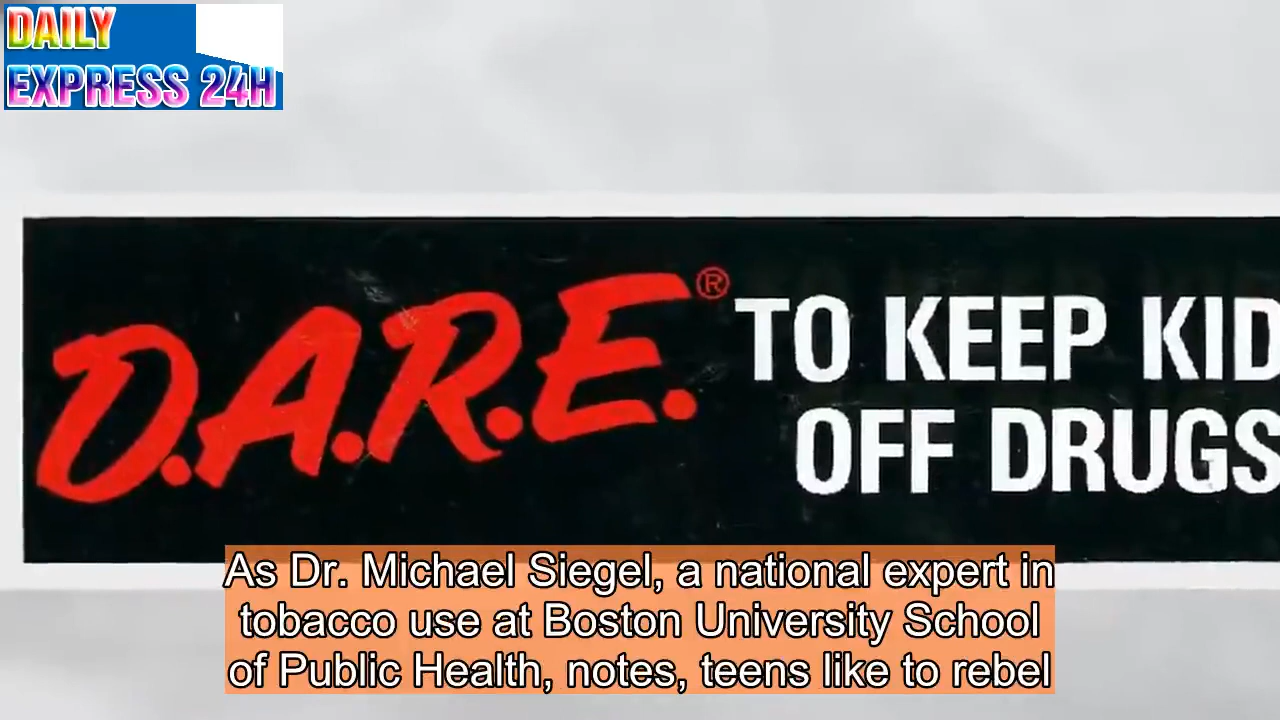 DAILY
EXPRESS 24H
D.A.R.E.® TO KEEP KID
OFF DRUGS
As Dr. Michael Siegel, a national expert in
tobacco use at Boston University School
of Public Health, notes, teens like to rebel